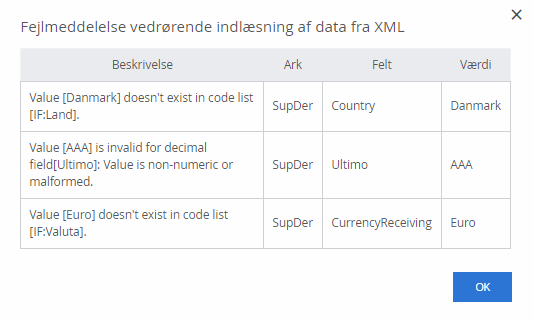 Fejlmeddelelse vedrørende indlæsning af data fra XML
Beskrivelse Ark Felt Værdi
Value [Danmark] doesn't exist in code list
[IF:Land].
SupDer Country Danmark
Value [AAA] is invalid for decimal
field[Ultimo]: Value is non-numeric or
malformed.
SupDer Ultimo AAA
Value [Euro] doesn't exist in code list
[IF:Valuta].
SupDer CurrencyReceiving Euro
OK